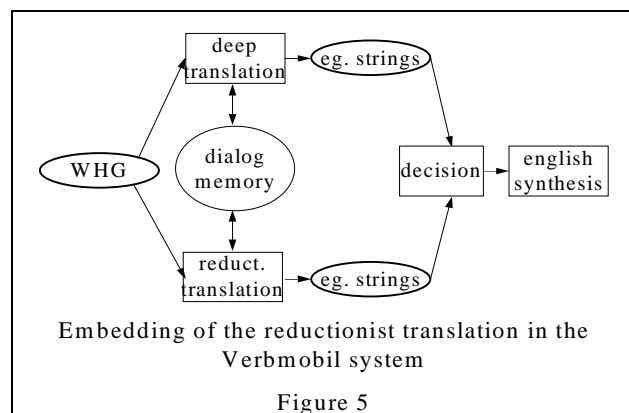 deep
translation
eg. strings
WHG
dialog
memory
decision
english
synthesis
reduct.
translation
eg. strings
Embedding of the reductionist translation in the
Verbmobil system
Figure 5